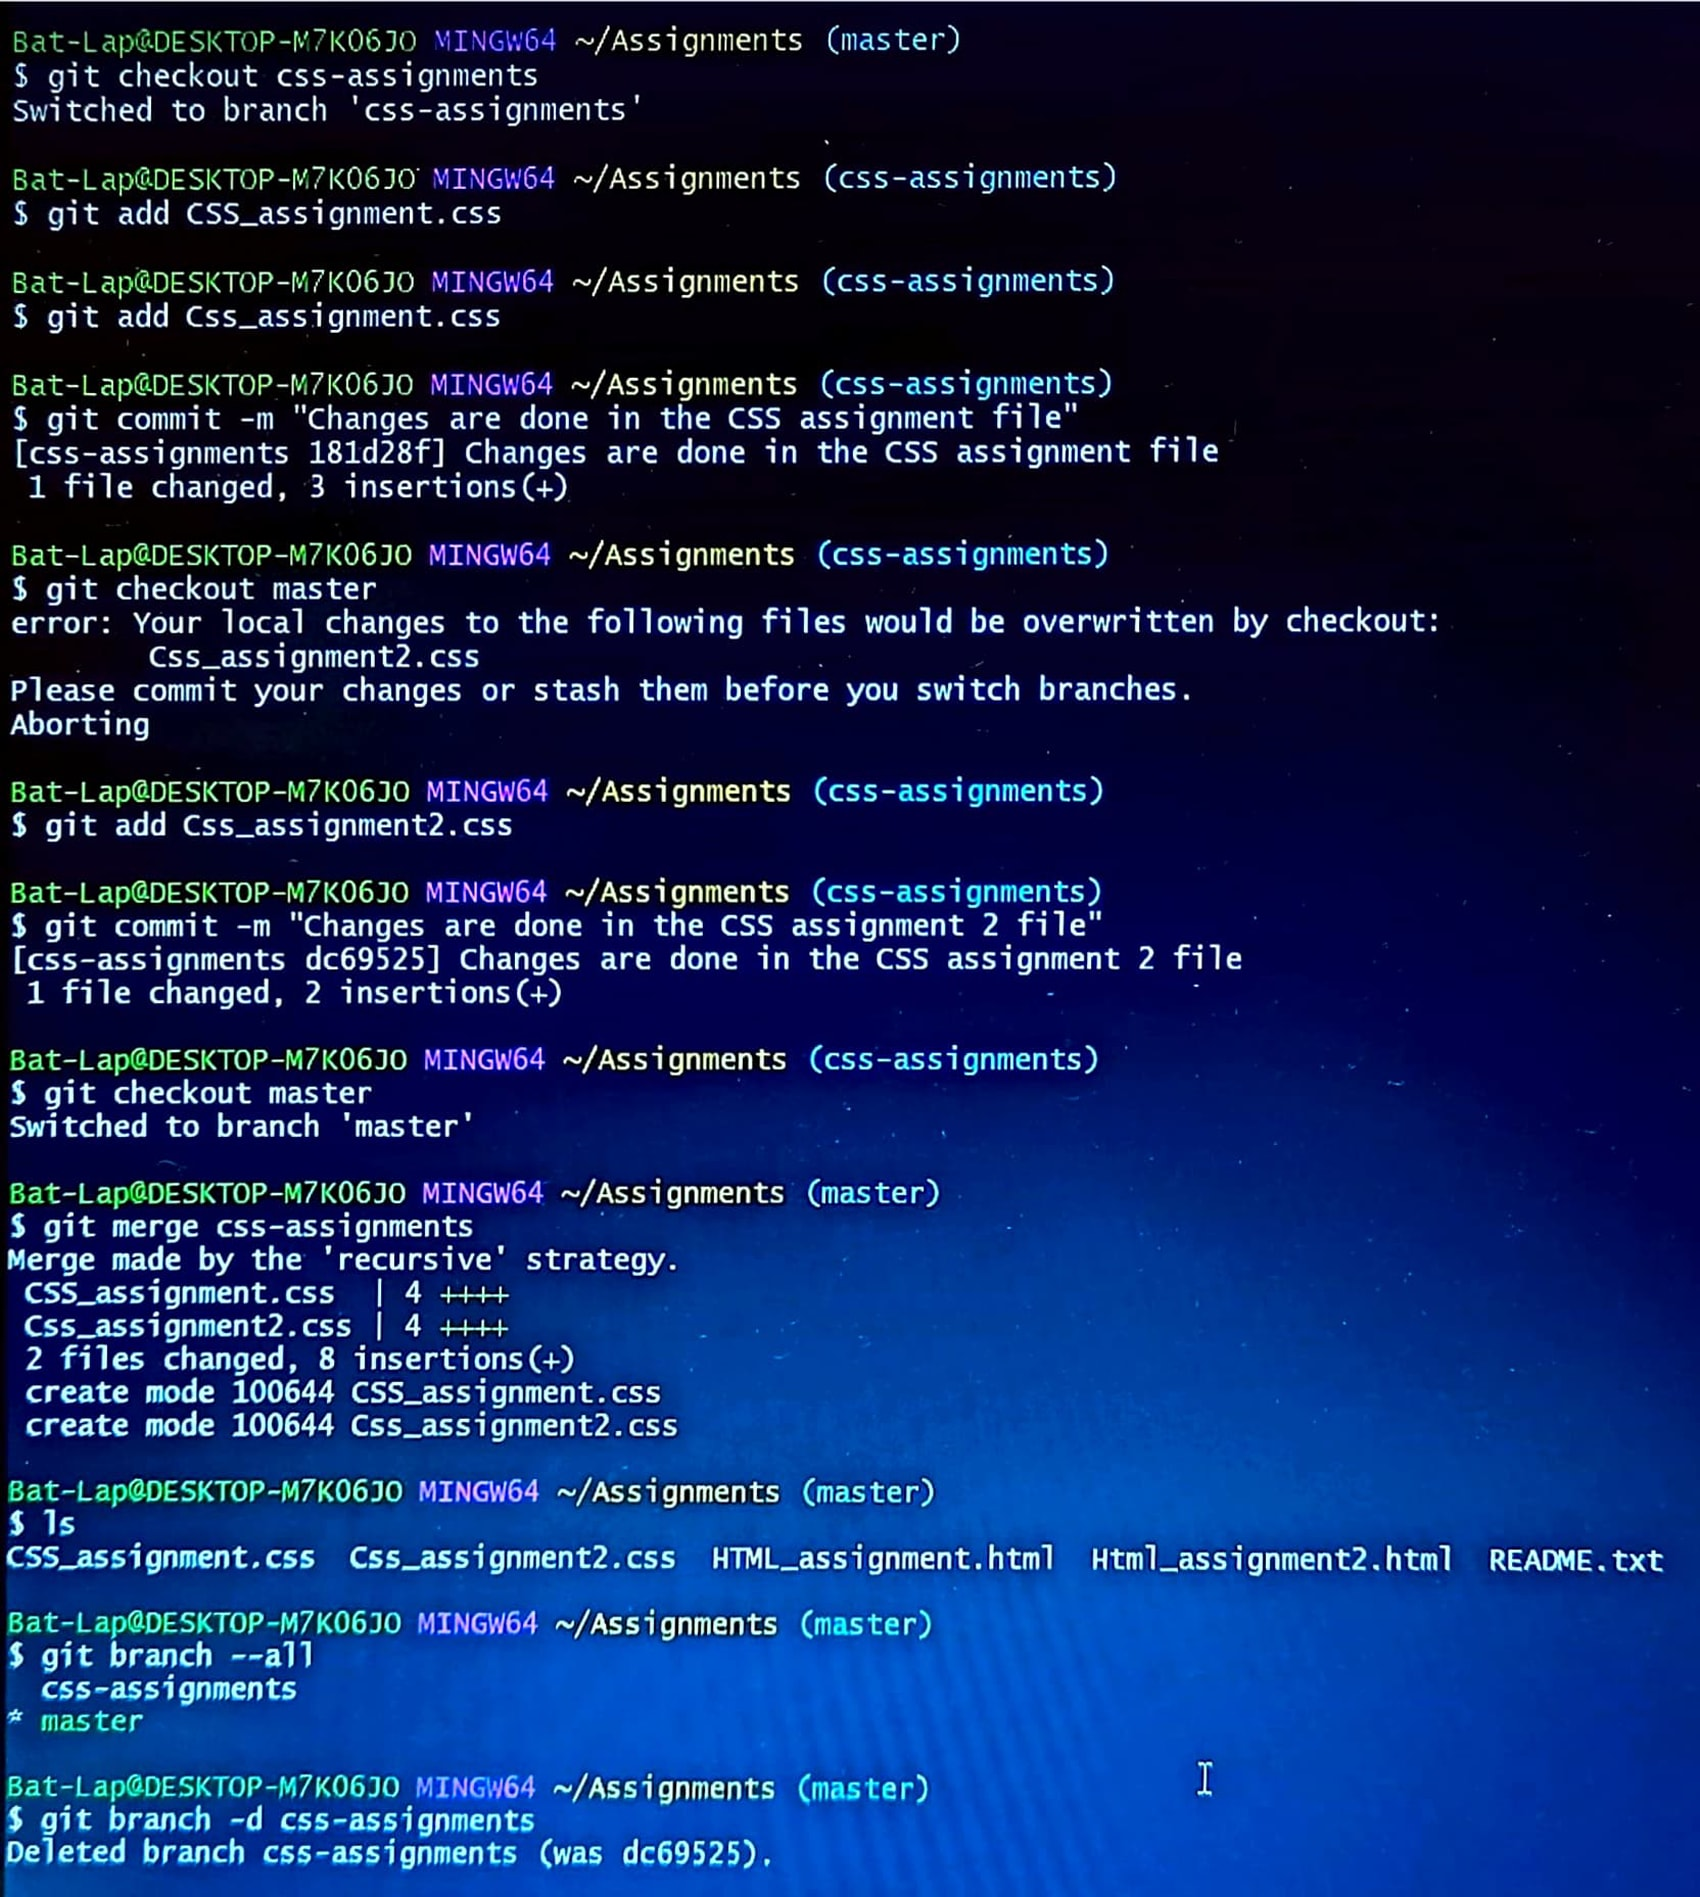 Bat-Lap@DESKTOP-M7K06JO MINGW64 ~/Assignments (master)
$ git checkout css-assignments
Switched to branch 'css-assignments'
Bat-Lap@DESKTOP-M7K06JO MINGW64 ~/Assignments (css-assignments)
$ git add CSS_assignment.css
Bat-Lap@DESKTOP-M7K06JO MINGW64 ~/Assignments (css-assignments)
$ git add Css_assignment.css
Bat-Lap@DESKTOP-M7K06JO MINGW64 ~/Assignments (css-assignments)
$ git commit -m "Changes are done in the CSS assignment file"
[css-assignments 181d28f] Changes are done in the CSS assignment file
1 file changed, 3 insertions(+)
Bat-Lap@DESKTOP-M7K06JO MINGW64 ~/Assignments (css-assignments)
$ git checkout master
error: Your local changes to the following files would be overwritten by checkout:
Css_assignment2.css
Please commit your changes or stash them before you switch branches.
Aborting
Bat-Lap@DESKTOP-M7K06JO MINGW64 ~/Assignments (css-assignments)
$ git add Css_assignment2.css
Bat-Lap@DESKTOP-M7K06JO MINGW64 ~/Assignments (css-assignments)
$ git commit -m "Changes are done in the CSS assignment 2 file"
[css-assignments dc69525] Changes are done in the CSS assignment 2 file
1 file changed, 2 insertions(+)
Bat-Lap@DESKTOP-M7K06JO MINGW64 ~/Assignments (css-assignments)
$ git checkout master
Switched to branch 'master'
Bat-Lap@DESKTOP-M7K06JO MINGW64 ~/Assignments (master)
$ git merge css-assignments
Merge made by the 'recursive' strategy.
CSS_assignment.css | 4 ++++
Css_assignment2.css | 4 ++++
2 files changed, 8 insertions(+)
create mode 100644 CSS_assignment.css
create mode 100644 Css_assignment2.css
Bat-Lap@DESKTOP-M7K06JO MINGW64 ~/Assignments (master)
$ ls
CSS_assignment.css Css_assignment2.css HTML_assignment.html Html_assignment2.html README.txt
Bat-Lap@DESKTOP-M7K06JO MINGW64 ~/Assignments (master)
$ git branch --all
css-assignments
* master
Bat-Lap@DESKTOP-M7K06JO MINGW64 ~/Assignments (master)
$ git branch -d css-assignments
Deleted branch css-assignments (was dc69525).